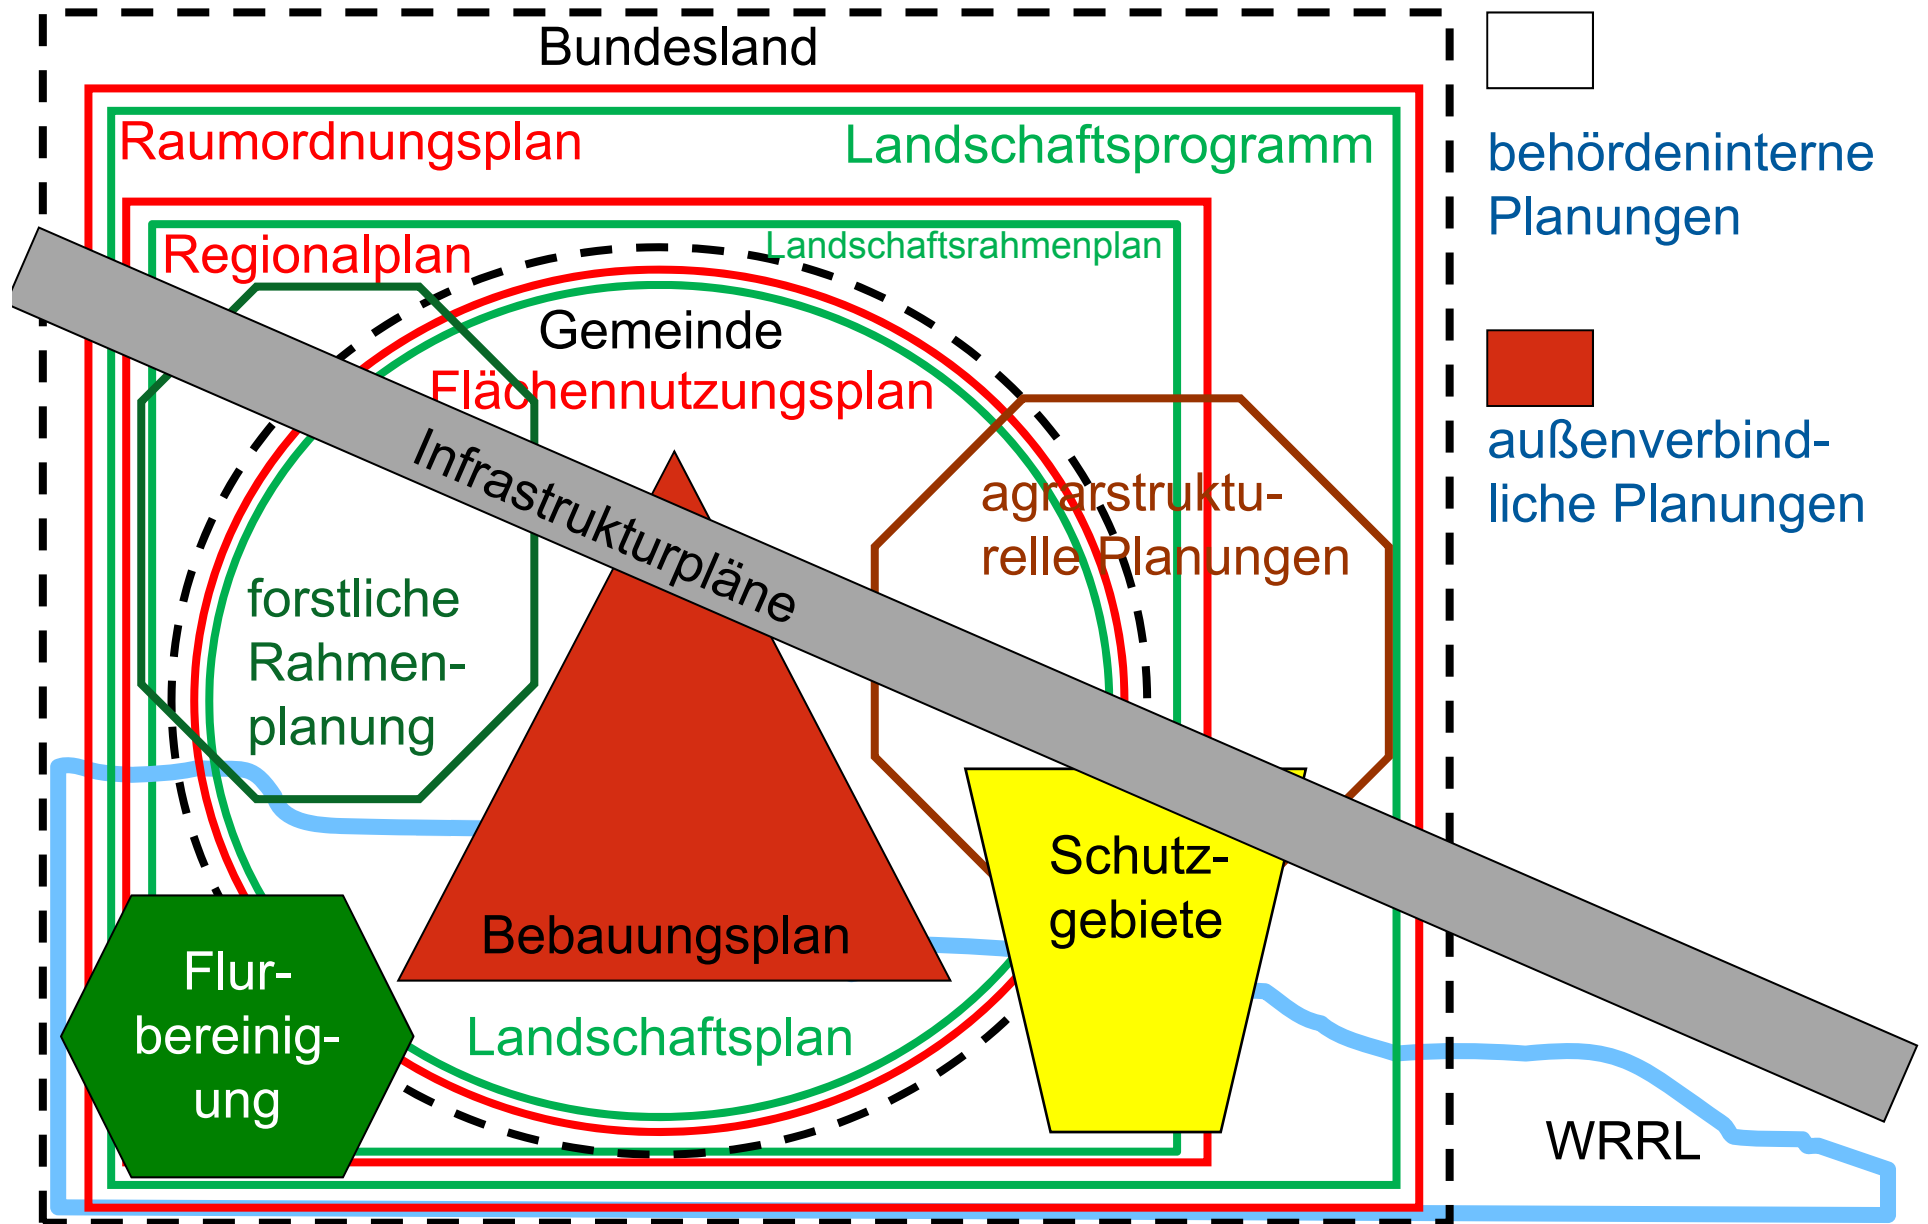 Bundesland
Raumordnungsplan
Landschaftsprogramm
Regionalplan
Landschaftsrahmenplan
Gemeinde
Flächennutzungsplan
Infrastrukturpläne
agrarstruktu-
relle Planungen
forstliche
Rahmen-
planung
Schutz-
gebiete
Bebauungsplan
Flur-
bereinig-
ung
Landschaftsplan
WRRL
behördeninterne
Planungen
außenverbind-
liche Planungen